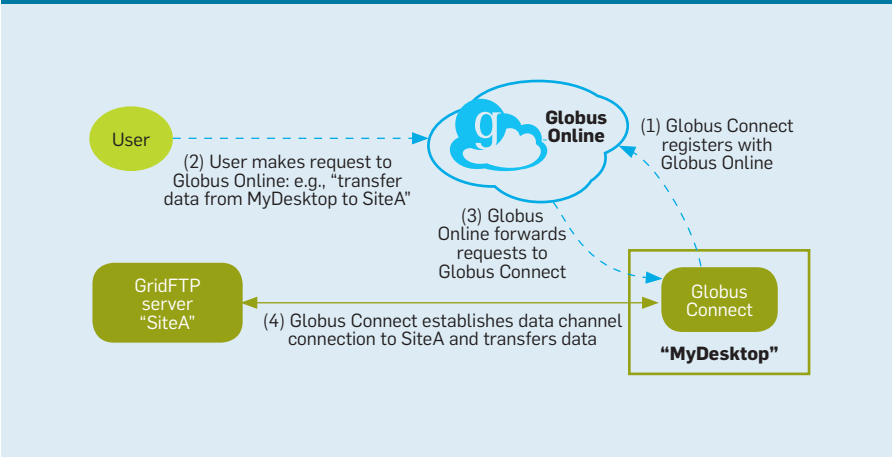 User
(2) User makes request to
Globus Online: e.g., “transfer
data from MyDesktop to SiteA”
g
Globus
Online
(1) Globus Connect
registers with
Globus Online
(3) Globus
Online forwards
requests to
Globus Connect
GridFTP
server
“SiteA”
(4) Globus Connect establishes data channel
connection to SiteA and transfers data
Globus
Connect
“MyDesktop”